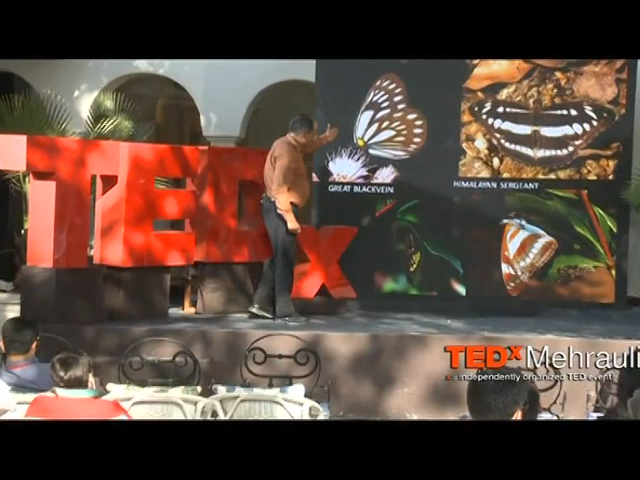 TEDx
GREAT BLACKVEIN
HIMALAYAN SERGEANT
TEDx Mehrauli
x = independently organized TED event